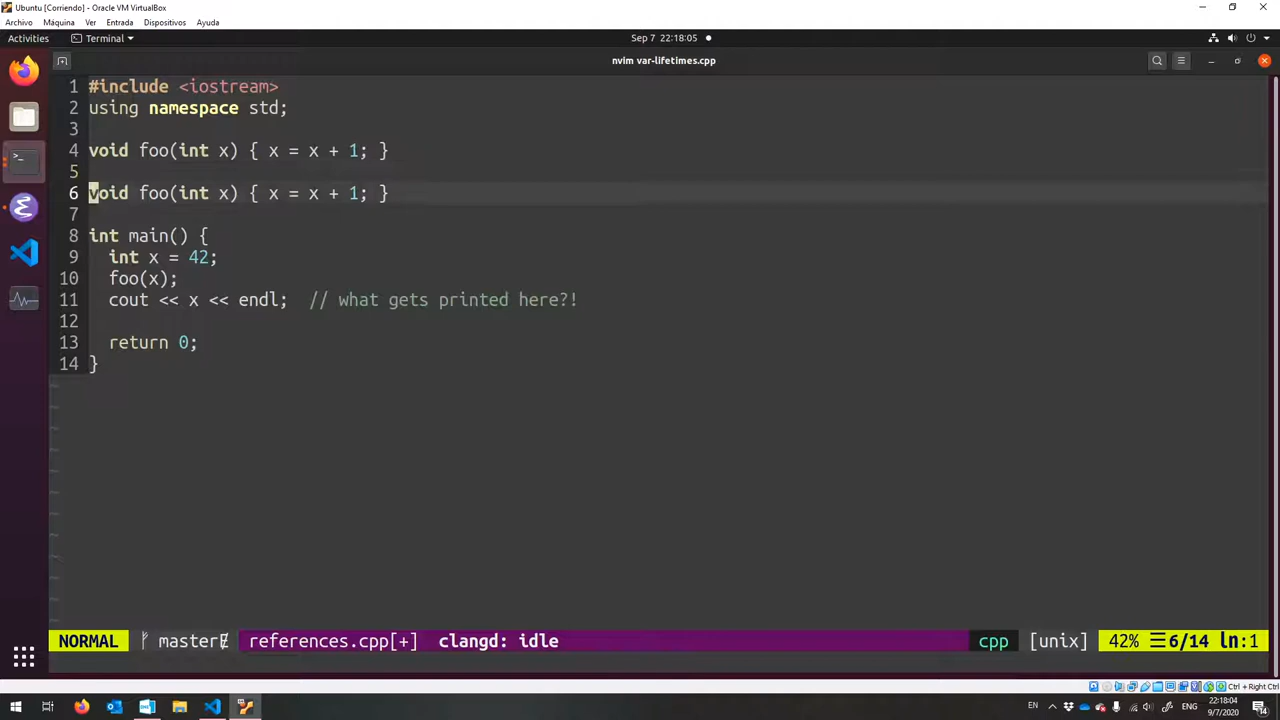 Ubuntu [Corriendo] - Oracle VM VirtualBox
Archivo Máquina Ver Entrada Dispositivos Ayuda
Activities Terminal Sep 7 22:18:05
nvim var-lifetimes.cpp
1 #include <iostream>
2 using namespace std;
3
4 void foo(int x) { x = x + 1; }
5
6 void foo(int x) { x = x + 1; }
7
8 int main() {
9 int x = 42;
10 foo(x);
11 cout << x << endl; // what gets printed here?!
12
13 return 0;
14 }
NORMAL master references.cpp[+] clangd: idle cpp [unix] 42% ☰6/14 ln:1
Ctrl + Right Ctrl
EN ENG 22:18:04
9/7/2020 14